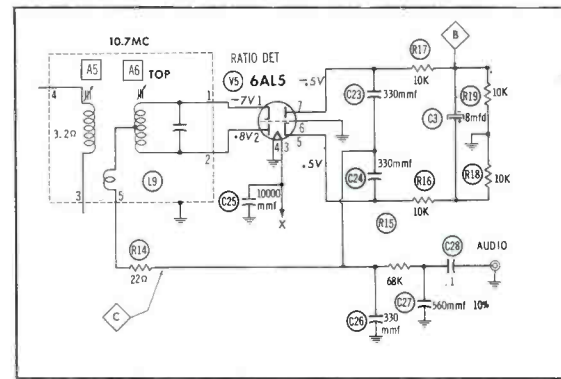 10.7MC
A5
A6
TOP
4
1
3.2Ω
2
3
5
L9
RATIO DET
V5 6AL5
-7V 1
.8V 2
7
6
4 3 5
-.5V
.5V
C23
330mmf
C24
330mmf
C25
10000
mmf
X
R17
10K
B
C3
8mfd
R19
10K
R18
10K
R16
10K
R15
68K
R14
22Ω
C
C26
330
mmf
C27
560mmf 10%
C28
.1
AUDIO